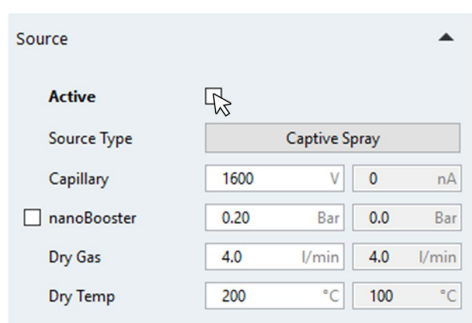 Source
Active
Source Type Captive Spray
Capillary 1600 V 0 nA
nanoBooster 0.20 Bar 0.0 Bar
Dry Gas 4.0 l/min 4.0 l/min
Dry Temp 200 °C 100 °C